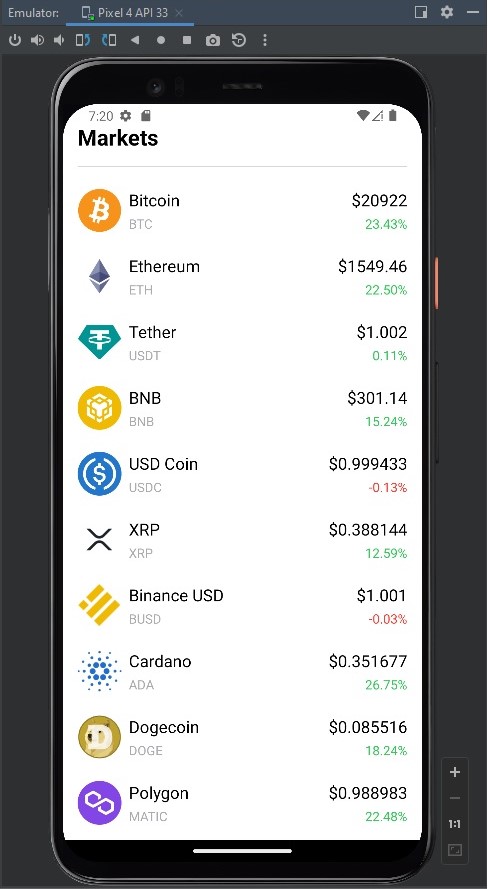 Emulator: Pixel 4 API 33
7:20
Markets
Bitcoin $20922
BTC 23.43%
Ethereum $1549.46
ETH 22.50%
Tether $1.002
USDT 0.11%
BNB $301.14
BNB 15.24%
USD Coin $0.999433
USDC -0.13%
XRP $0.388144
XRP 12.59%
Binance USD $1.001
BUSD -0.03%
Cardano $0.351677
ADA 26.75%
Dogecoin $0.085516
DOGE 18.24%
Polygon $0.988983
MATIC 22.48%
1:1